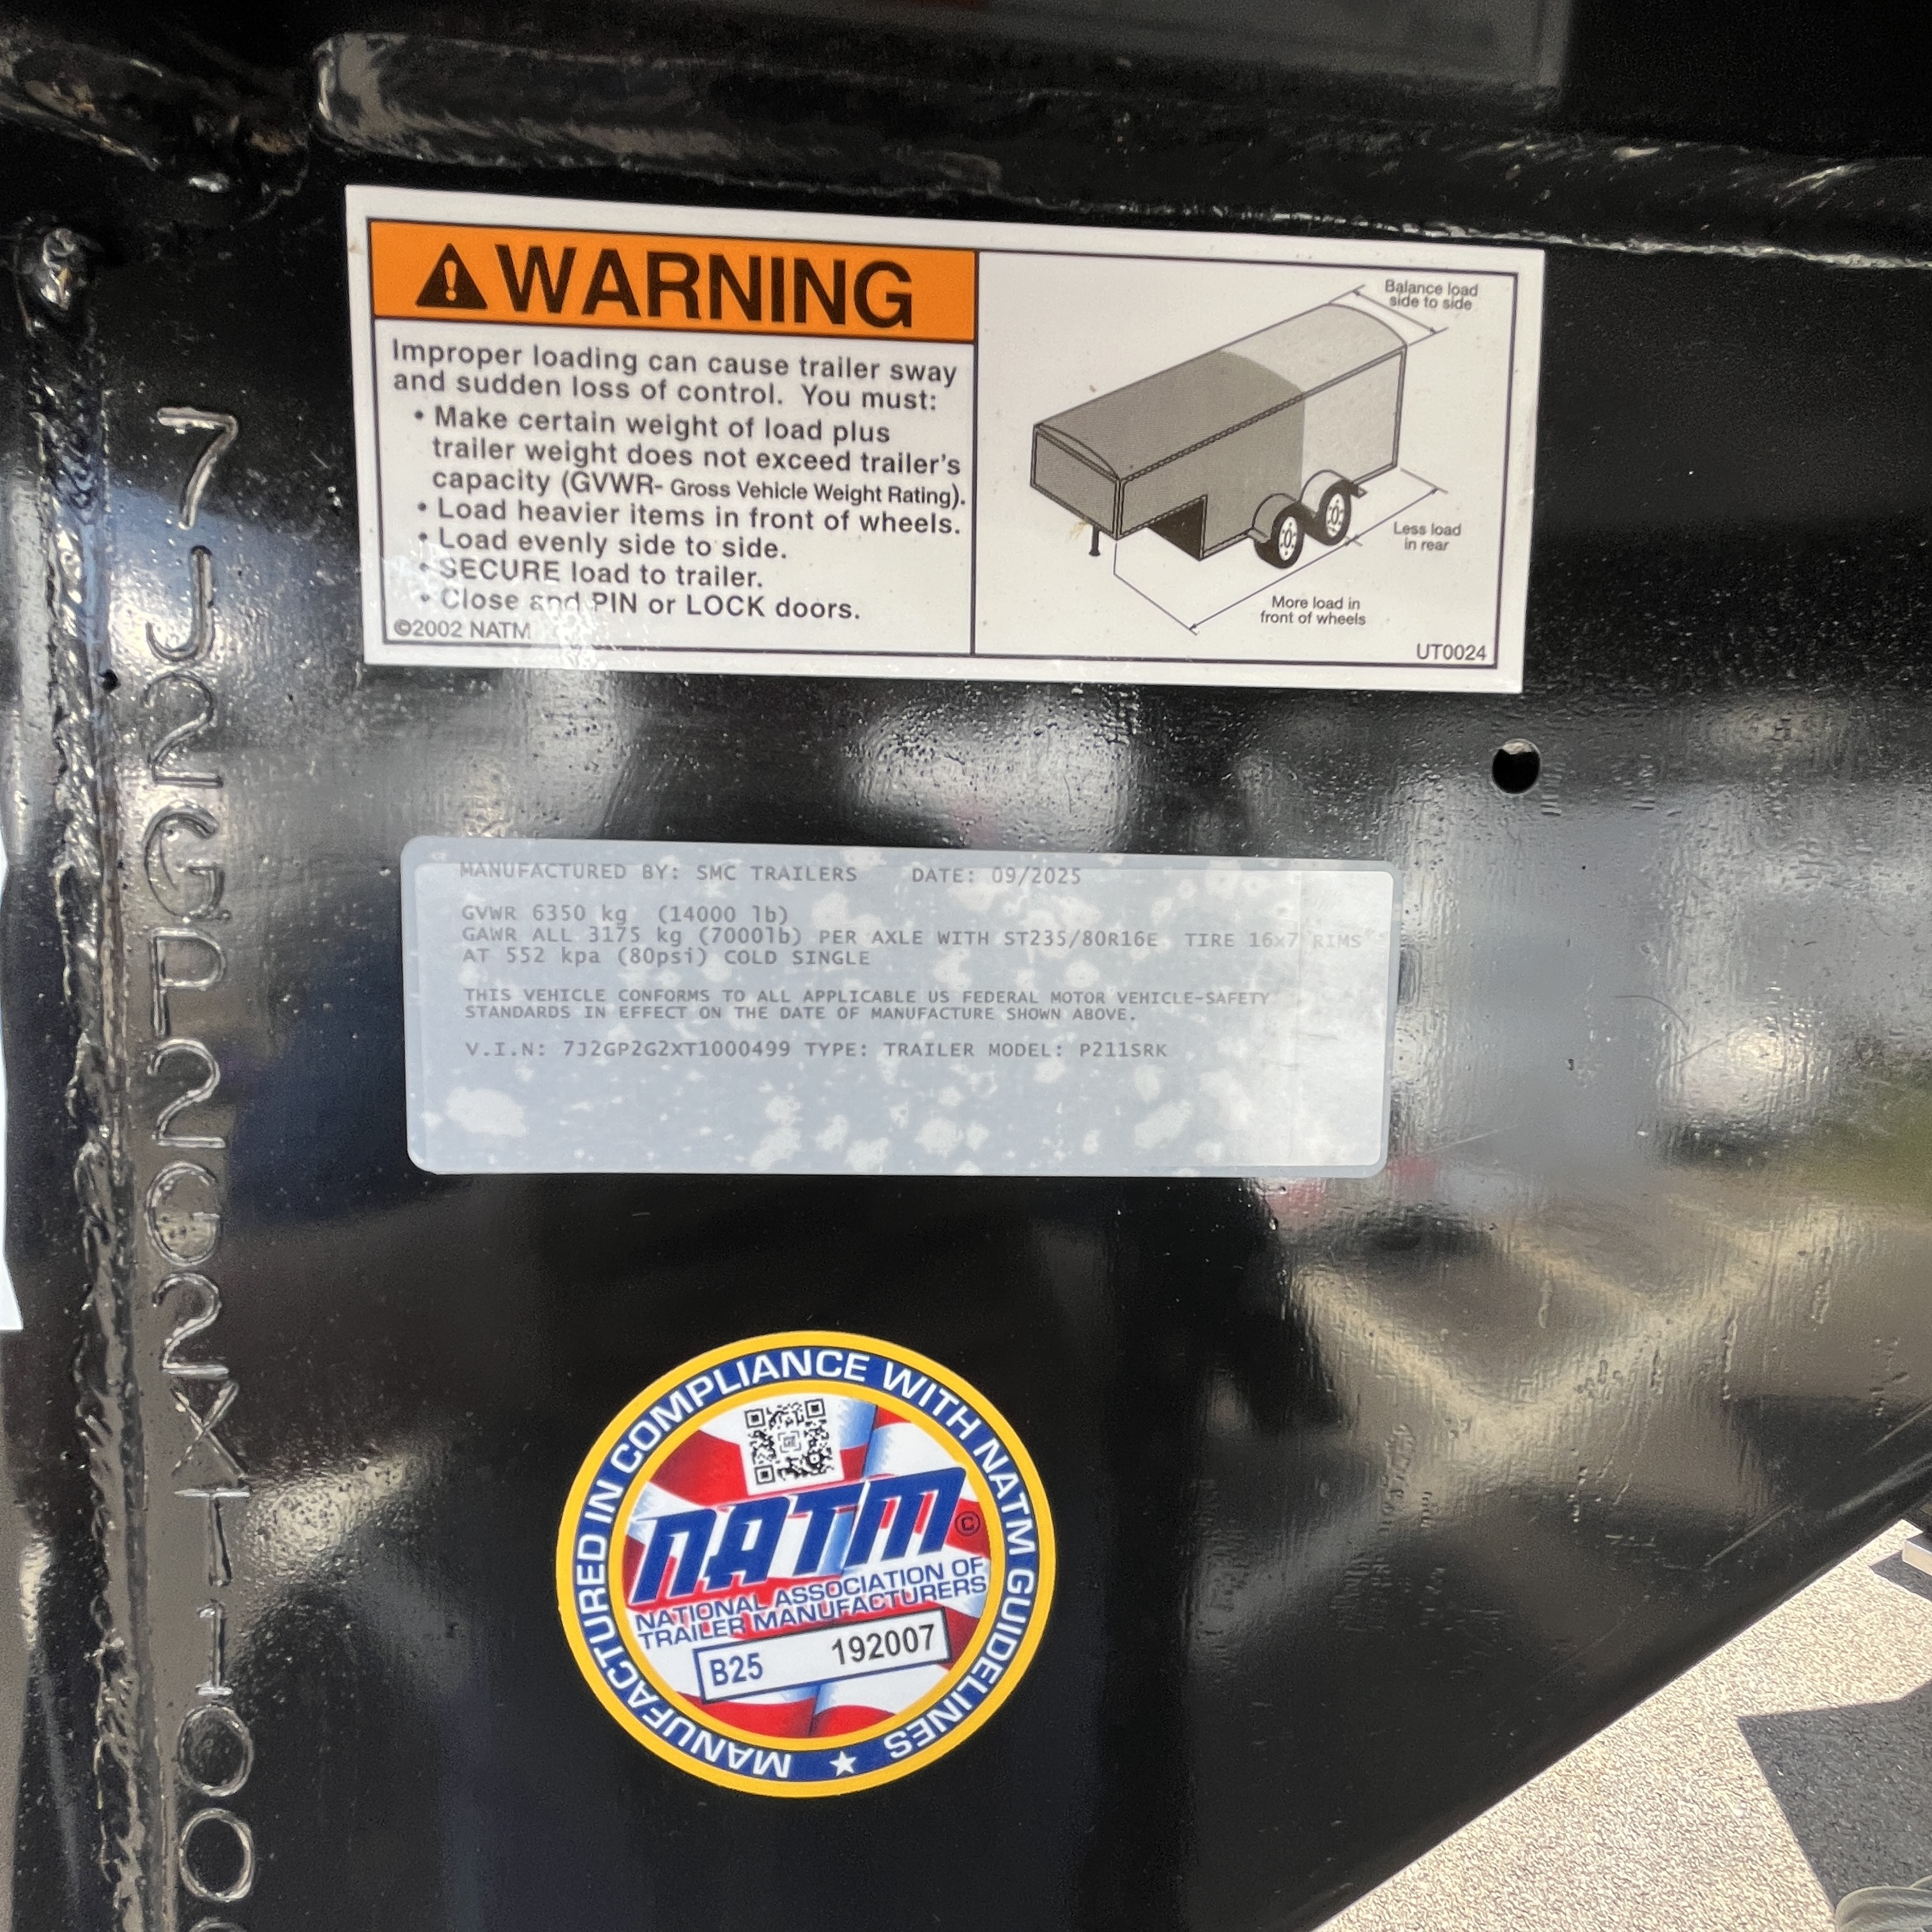 WARNING
Improper loading can cause trailer sway
and sudden loss of control. You must:
• Make certain weight of load plus
trailer weight does not exceed trailer's
capacity (GVWR- Gross Vehicle Weight Rating).
• Load heavier items in front of wheels.
• Load evenly side to side.
• SECURE load to trailer.
• Close and PIN or LOCK doors.
©2002 NATM
Balance load
side to side
Less load
in rear
More load in
front of wheels
UT0024
7J2GP2G2XT100
MANUFACTURED BY: SMC TRAILERS DATE: 09/2025
GVWR 6350 kg (14000 lb)
GAWR ALL 3175 kg (7000lb) PER AXLE WITH ST235/80R16E TIRE 16x7 RIMS
AT 552 kpa (80psi) COLD SINGLE
THIS VEHICLE CONFORMS TO ALL APPLICABLE US FEDERAL MOTOR VEHICLE-SAFETY
STANDARDS IN EFFECT ON THE DATE OF MANUFACTURE SHOWN ABOVE.
V.I.N: 7J2GP2G2XT1000499 TYPE: TRAILER MODEL: P211SRK
MANUFACTURED IN COMPLIANCE WITH NATM GUIDELINES
NATM ©
NATIONAL ASSOCIATION OF
TRAILER MANUFACTURERS
B25 192007